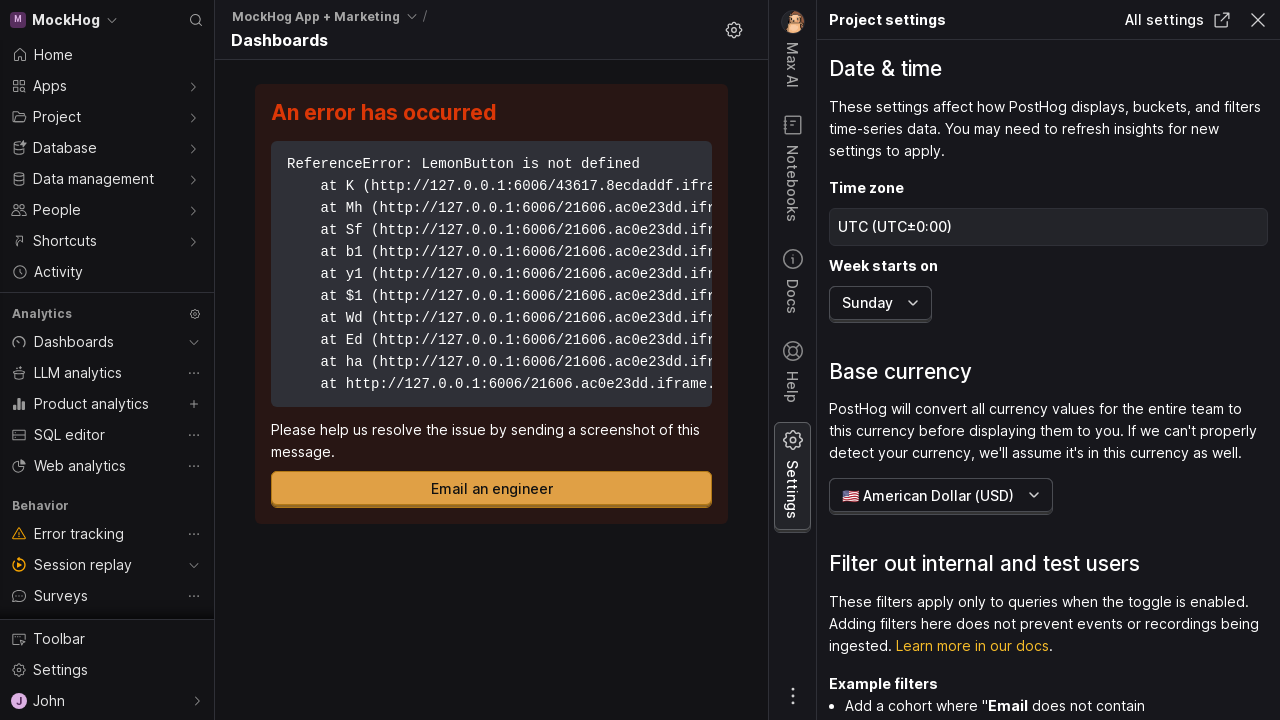 M MockHog
Home
Apps
Project
Database
Data management
People
Shortcuts
Activity
Analytics
Dashboards
LLM analytics
Product analytics
SQL editor
Web analytics
Behavior
Error tracking
Session replay
Surveys
Toolbar
Settings
J John
MockHog App + Marketing /
Dashboards
An error has occurred
ReferenceError: LemonButton is not defined
at K (http://127.0.0.1:6006/43617.8ecdaddf.ifra
at Mh (http://127.0.0.1:6006/21606.ac0e23dd.ifr
at Sf (http://127.0.0.1:6006/21606.ac0e23dd.ifr
at b1 (http://127.0.0.1:6006/21606.ac0e23dd.ifr
at y1 (http://127.0.0.1:6006/21606.ac0e23dd.ifr
at $1 (http://127.0.0.1:6006/21606.ac0e23dd.ifr
at Wd (http://127.0.0.1:6006/21606.ac0e23dd.ifr
at Ed (http://127.0.0.1:6006/21606.ac0e23dd.ifr
at ha (http://127.0.0.1:6006/21606.ac0e23dd.ifr
at http://127.0.0.1:6006/21606.ac0e23dd.iframe.
Please help us resolve the issue by sending a screenshot of this
message.
Email an engineer
Max AI
Notebooks
Docs
Help
Settings
Project settings
All settings
Date & time
These settings affect how PostHog displays, buckets, and filters
time-series data. You may need to refresh insights for new
settings to apply.
Time zone
UTC (UTC±0:00)
Week starts on
Sunday
Base currency
PostHog will convert all currency values for the entire team to
this currency before displaying them to you. If we can't properly
detect your currency, we'll assume it's in this currency as well.
🇺🇸 American Dollar (USD)
Filter out internal and test users
These filters apply only to queries when the toggle is enabled.
Adding filters here does not prevent events or recordings being
ingested. Learn more in our docs.
Example filters
• Add a cohort where "Email does not contain